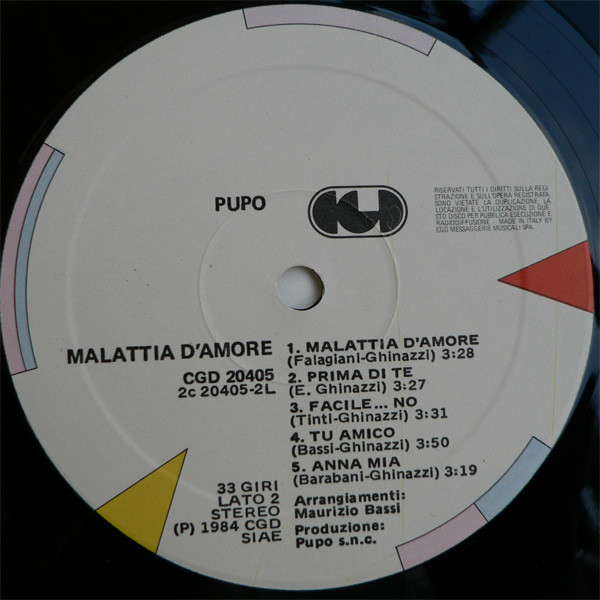 PUPO
CGD
RISERVATI TUTTI I DIRITTI SULLA REGI
STRAZIONE E SULL'OPERA REGISTRATA.
SONO VIETATE LA DUPLICAZIONE, LA
LOCAZIONE E L'UTILIZZAZIONE DI QUE-
STO DISCO PER PUBBLICA ESECUZIONE E
RADIODIFFUSIONE - MADE IN ITALY BY
CGD MESSAGGERIE MUSICALI SPA
MALATTIA D'AMORE
CGD 20405
2c 20405-2L
1. MALATTIA D'AMORE
(Falagiani-Ghinazzi) 3:28
2. PRIMA DI TE
(E. Ghinazzi) 3:27
3. FACILE... NO
(Tinti-Ghinazzi) 3:31
4. TU AMICO
(Bassi-Ghinazzi) 3:50
5. ANNA MIA
(Barabani-Ghinazzi) 3:19
33 GIRI
LATO 2
STEREO
(P) 1984 CGD
SIAE
Arrangiamenti:
Maurizio Bassi
Produzione:
Pupo s.n.c.